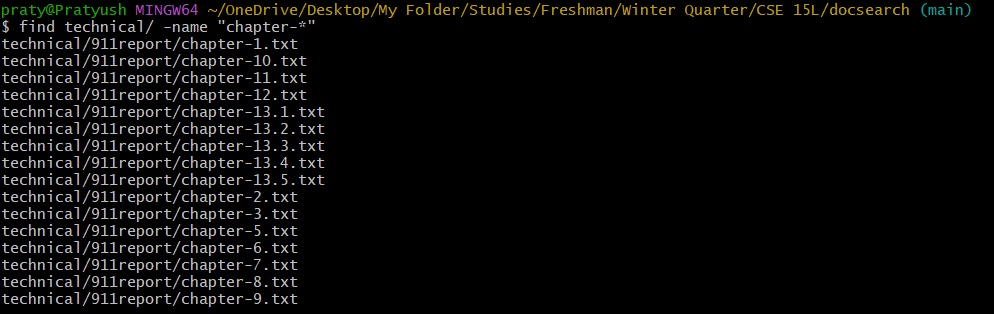 praty@Pratyush MINGW64 ~/OneDrive/Desktop/My Folder/Studies/Freshman/Winter Quarter/CSE 15L/docsearch (main)
$ find technical/ -name "chapter-*"
technical/911report/chapter-1.txt
technical/911report/chapter-10.txt
technical/911report/chapter-11.txt
technical/911report/chapter-12.txt
technical/911report/chapter-13.1.txt
technical/911report/chapter-13.2.txt
technical/911report/chapter-13.3.txt
technical/911report/chapter-13.4.txt
technical/911report/chapter-13.5.txt
technical/911report/chapter-2.txt
technical/911report/chapter-3.txt
technical/911report/chapter-5.txt
technical/911report/chapter-6.txt
technical/911report/chapter-7.txt
technical/911report/chapter-8.txt
technical/911report/chapter-9.txt